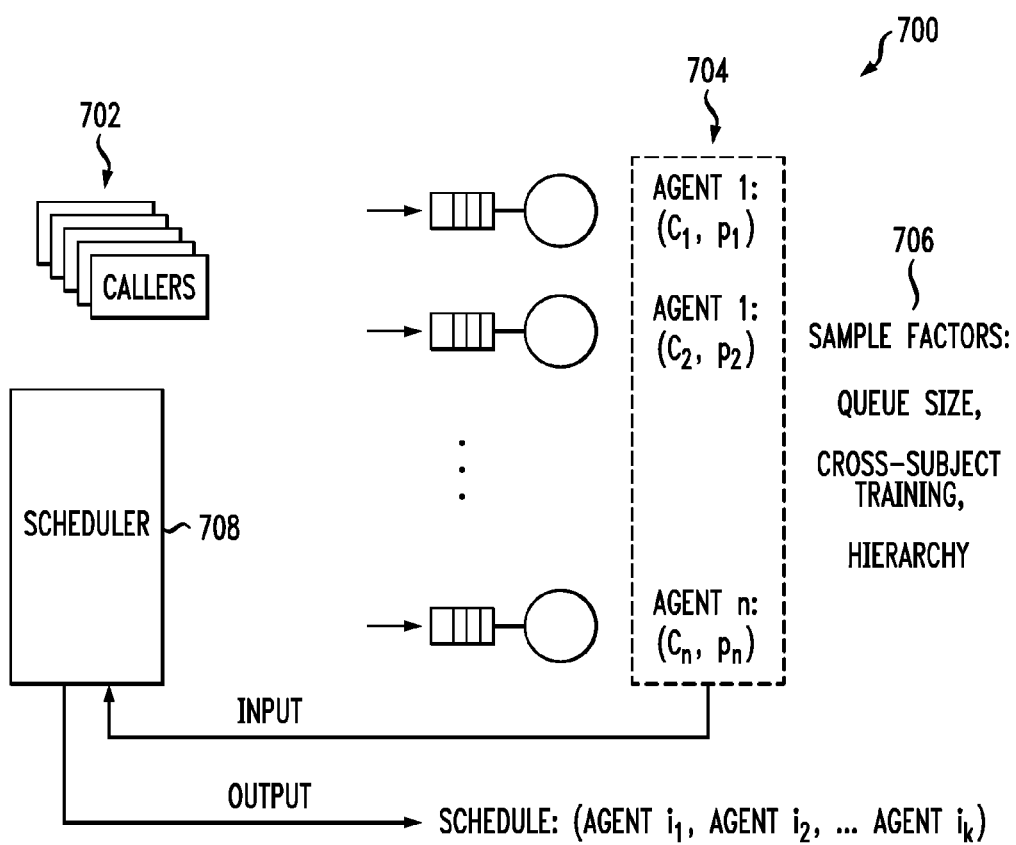 700
704
702
AGENT 1:
(C₁, p₁)
CALLERS
706
AGENT 1:
(C₂, p₂)
SAMPLE FACTORS:
QUEUE SIZE,
CROSS-SUBJECT
TRAINING,
HIERARCHY
SCHEDULER
708
AGENT n:
(Cₙ, pₙ)
INPUT
OUTPUT
SCHEDULE: (AGENT i₁, AGENT i₂, ... AGENT iₖ)